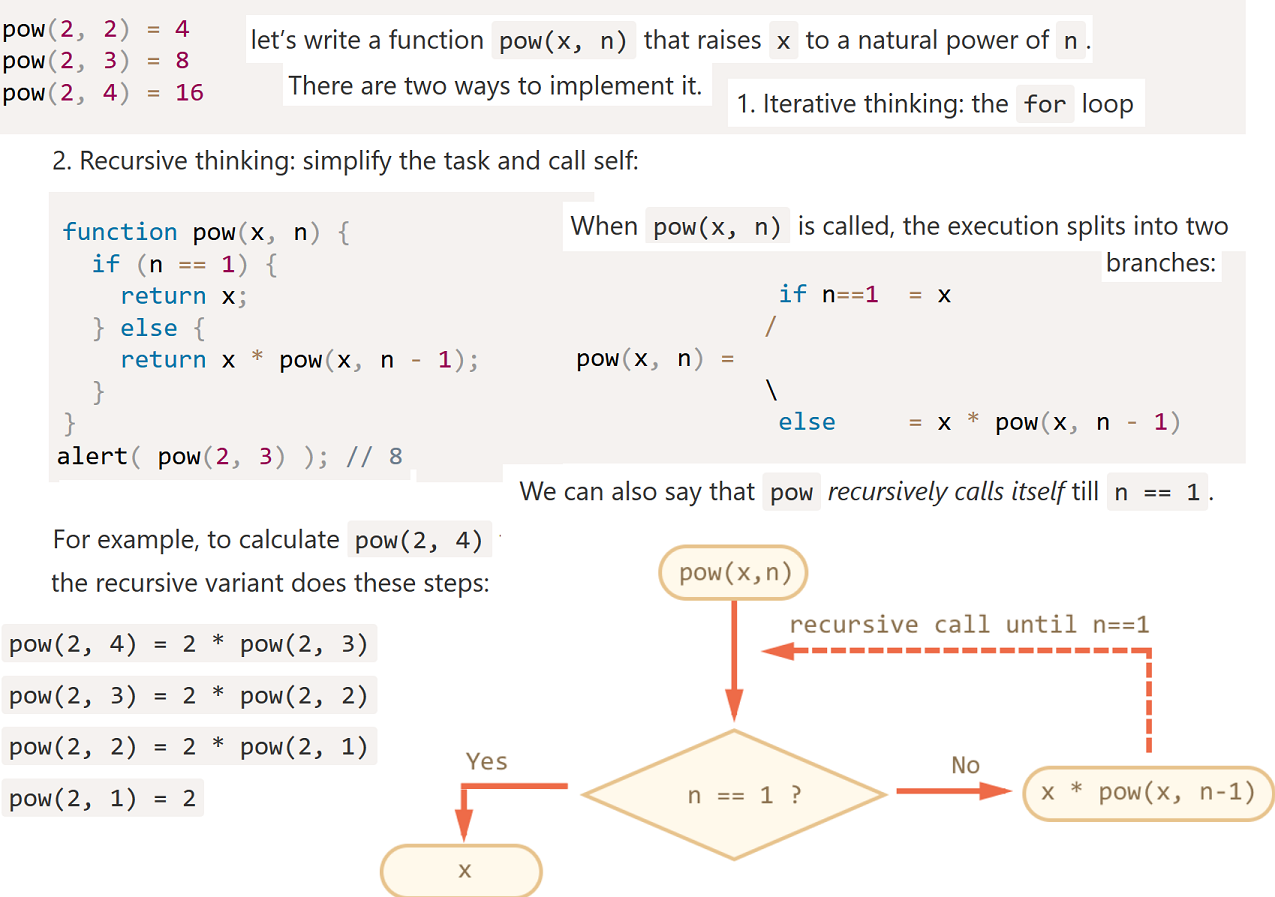 pow(2, 2) = 4
pow(2, 3) = 8
pow(2, 4) = 16
let’s write a function pow(x, n) that raises x to a natural power of n.
There are two ways to implement it.
1. Iterative thinking: the for loop
2. Recursive thinking: simplify the task and call self:
function pow(x, n) {
  if (n == 1) {
    return x;
  } else {
    return x * pow(x, n - 1);
  }
}
alert( pow(2, 3) ); // 8
When pow(x, n) is called, the execution splits into two
branches:
              if n==1  = x
             /
pow(x, n) =
             \
              else     = x * pow(x, n - 1)
We can also say that pow recursively calls itself till n == 1.
For example, to calculate pow(2, 4)
the recursive variant does these steps:
pow(2, 4) = 2 * pow(2, 3)
pow(2, 3) = 2 * pow(2, 2)
pow(2, 2) = 2 * pow(2, 1)
pow(2, 1) = 2
pow(x,n)
recursive call until n==1
Yes
No
n == 1 ?
x * pow(x, n-1)
x